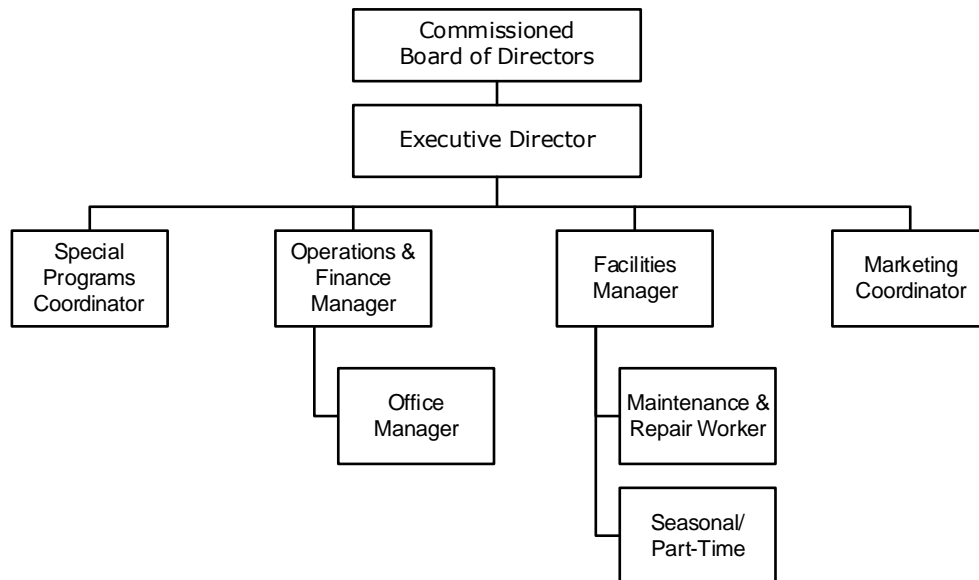 Commissioned
Board of Directors
Executive Director
Special
Programs
Coordinator
Operations &
Finance
Manager
Facilities
Manager
Marketing
Coordinator
Office
Manager
Maintenance &
Repair Worker
Seasonal/
Part-Time